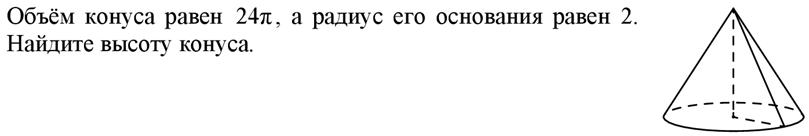 Объём конуса равен 24π, а радиус его основания равен 2.
Найдите высоту конуса.